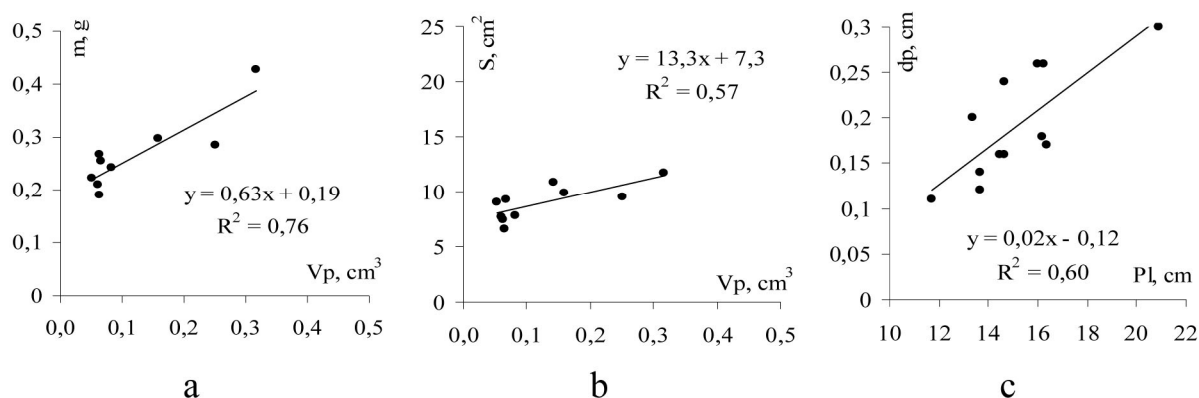 m, g
0,5
0,4
0,3
0,2
0,1
0
y = 0,63x + 0,19
R² = 0,76
Vp, cm³
0,0 0,1 0,2 0,3 0,4 0,5
a
S, cm²
25
20
15
10
5
0
y = 13,3x + 7,3
R² = 0,57
Vp, cm³
0,0 0,1 0,2 0,3 0,4 0,5
b
dp, cm
0,3
0,25
0,2
0,15
0,1
0,05
0
y = 0,02x - 0,12
R² = 0,60
Pl, cm
10 12 14 16 18 20 22
c